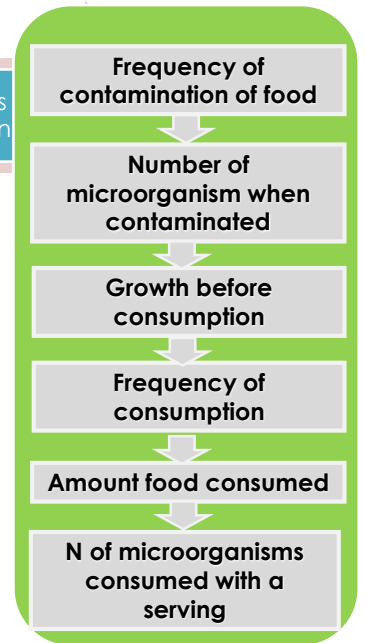 Frequency of
contamination of food
Number of
microorganism when
contaminated
Growth before
consumption
Frequency of
consumption
Amount food consumed
N of microorganisms
consumed with a
serving